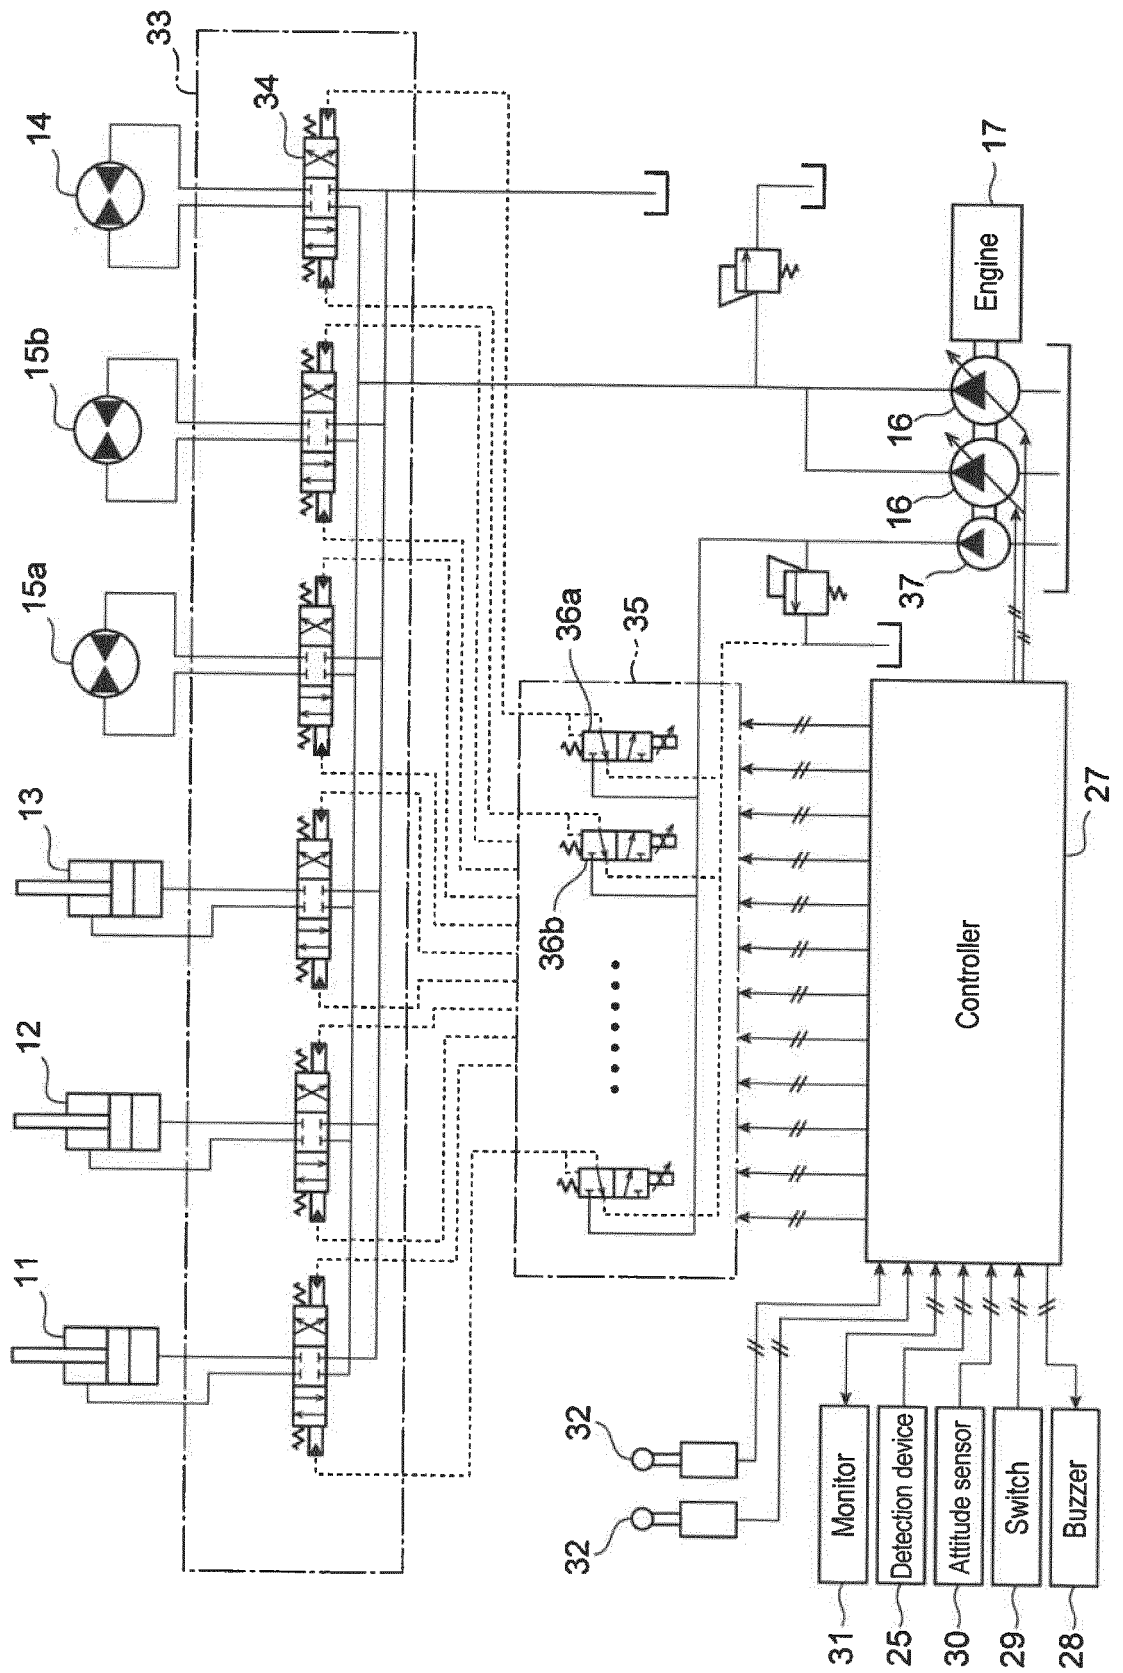 11
12
13
15a
15b
14
33
34
32
32
35
36b
36a
31
Monitor
25
Detection device
30
Attitude sensor
29
Switch
28
Buzzer
Controller
27
37
16
16
Engine
17